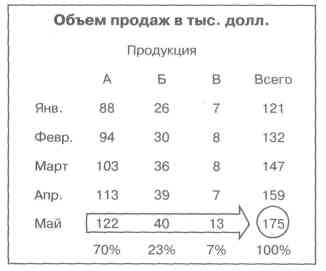 Объем продаж в тыс. долл.
Продукция
А Б В Всего
Янв. 88 26 7 121
Февр. 94 30 8 132
Март 103 36 8 147
Апр. 113 39 7 159
Май 122 40 13 175
70% 23% 7% 100%